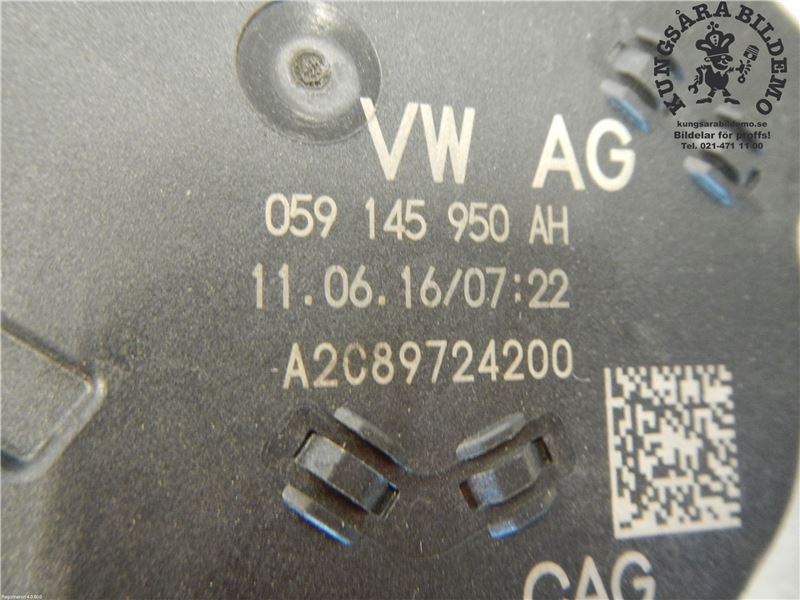 KUNGSÅRA BILDEMO
kungsarabildemo.se
Bildelar för proffs!
Tel. 021-471 11 00
VW AG
059 145 950 AH
11.06.16/07:22
A2C89724200
CAG